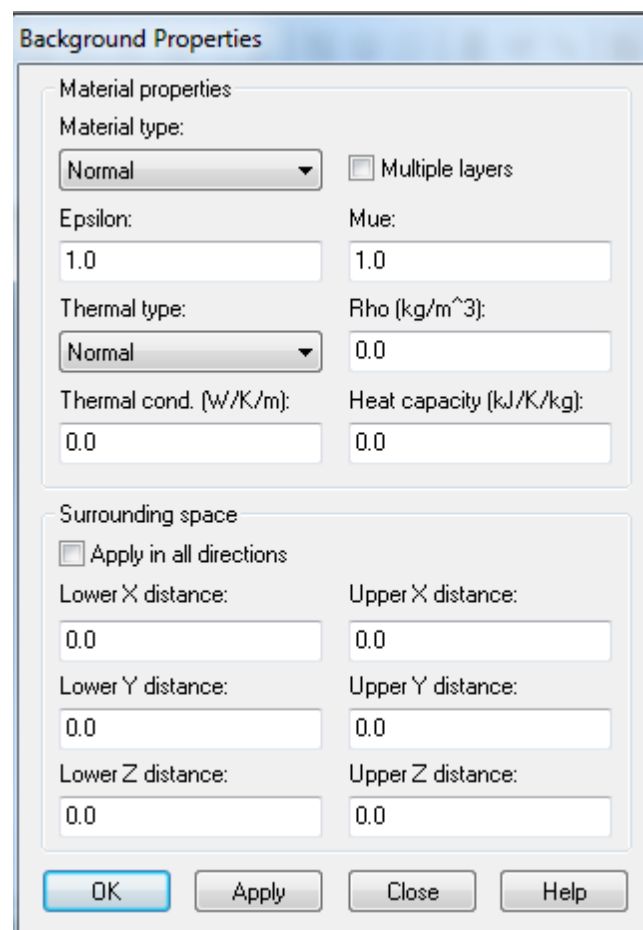 Background Properties
Material properties
Material type:
Normal Multiple layers
Epsilon: Mue:
1.0 1.0
Thermal type: Rho (kg/m^3):
Normal 0.0
Thermal cond. (W/K/m): Heat capacity (kJ/K/kg):
0.0 0.0
Surrounding space
Apply in all directions
Lower X distance: Upper X distance:
0.0 0.0
Lower Y distance: Upper Y distance:
0.0 0.0
Lower Z distance: Upper Z distance:
0.0 0.0
OK Apply Close Help